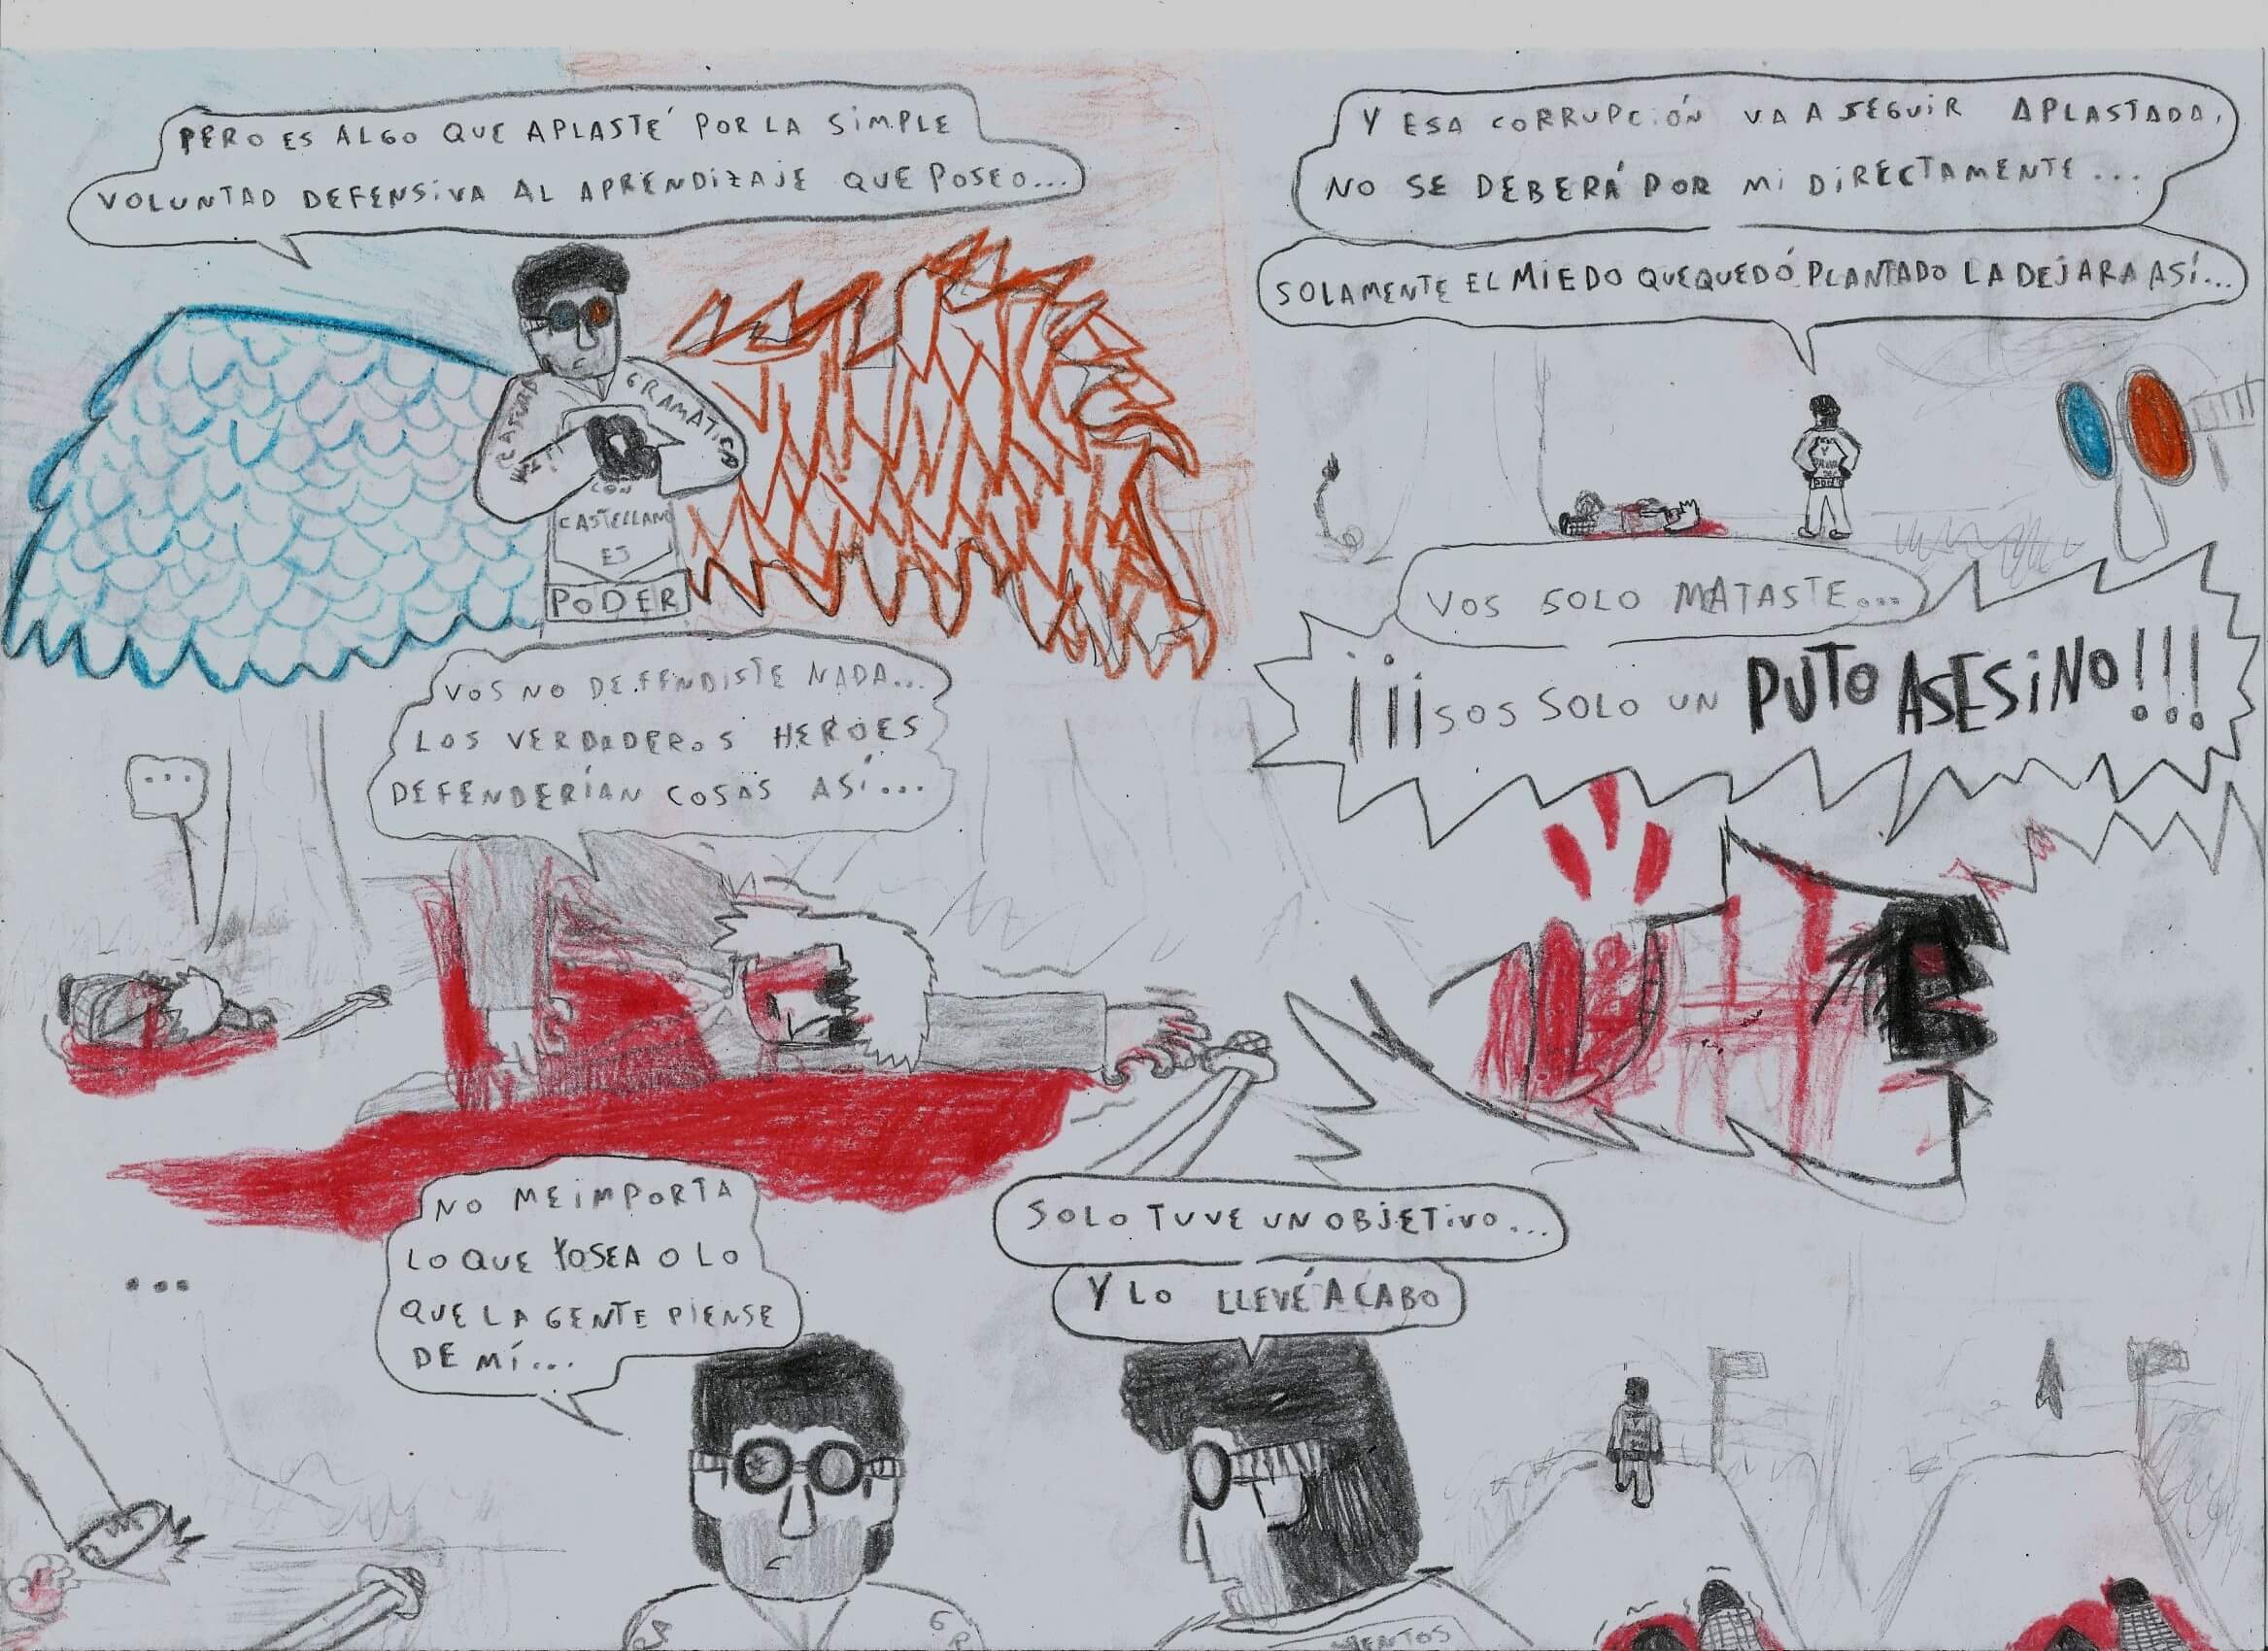 PERO ES ALGO QUE APLASTÉ POR LA SIMPLE
VOLUNTAD DEFENSIVA AL APRENDIZAJE QUE POSEO...
GRAMATICA
CON
CASTELLANO
ES
PODER
Y ESA CORRUPCIÓN VA A SEGUIR APLASTADA,
NO SE DEBERÁ POR MI DIRECTAMENTE...
SOLAMENTE EL MIEDO QUE QUEDÓ PLANTADO LA DEJARA ASÍ...
VOS SOLO MATASTE...
¡¡¡SOS SOLO UN PUTO ASESINO!!!
...
VOS NO DEFENDISTE NADA...
LOS VERDADEROS HEROES
DEFENDERÍAN COSAS ASÍ...
...
NO ME IMPORTA
LO QUE YO SEA O LO
QUE LA GENTE PIENSE
DE MÍ...
SOLO TUVE UN OBJETIVO...
Y LO LLEVÉ A CABO
GR